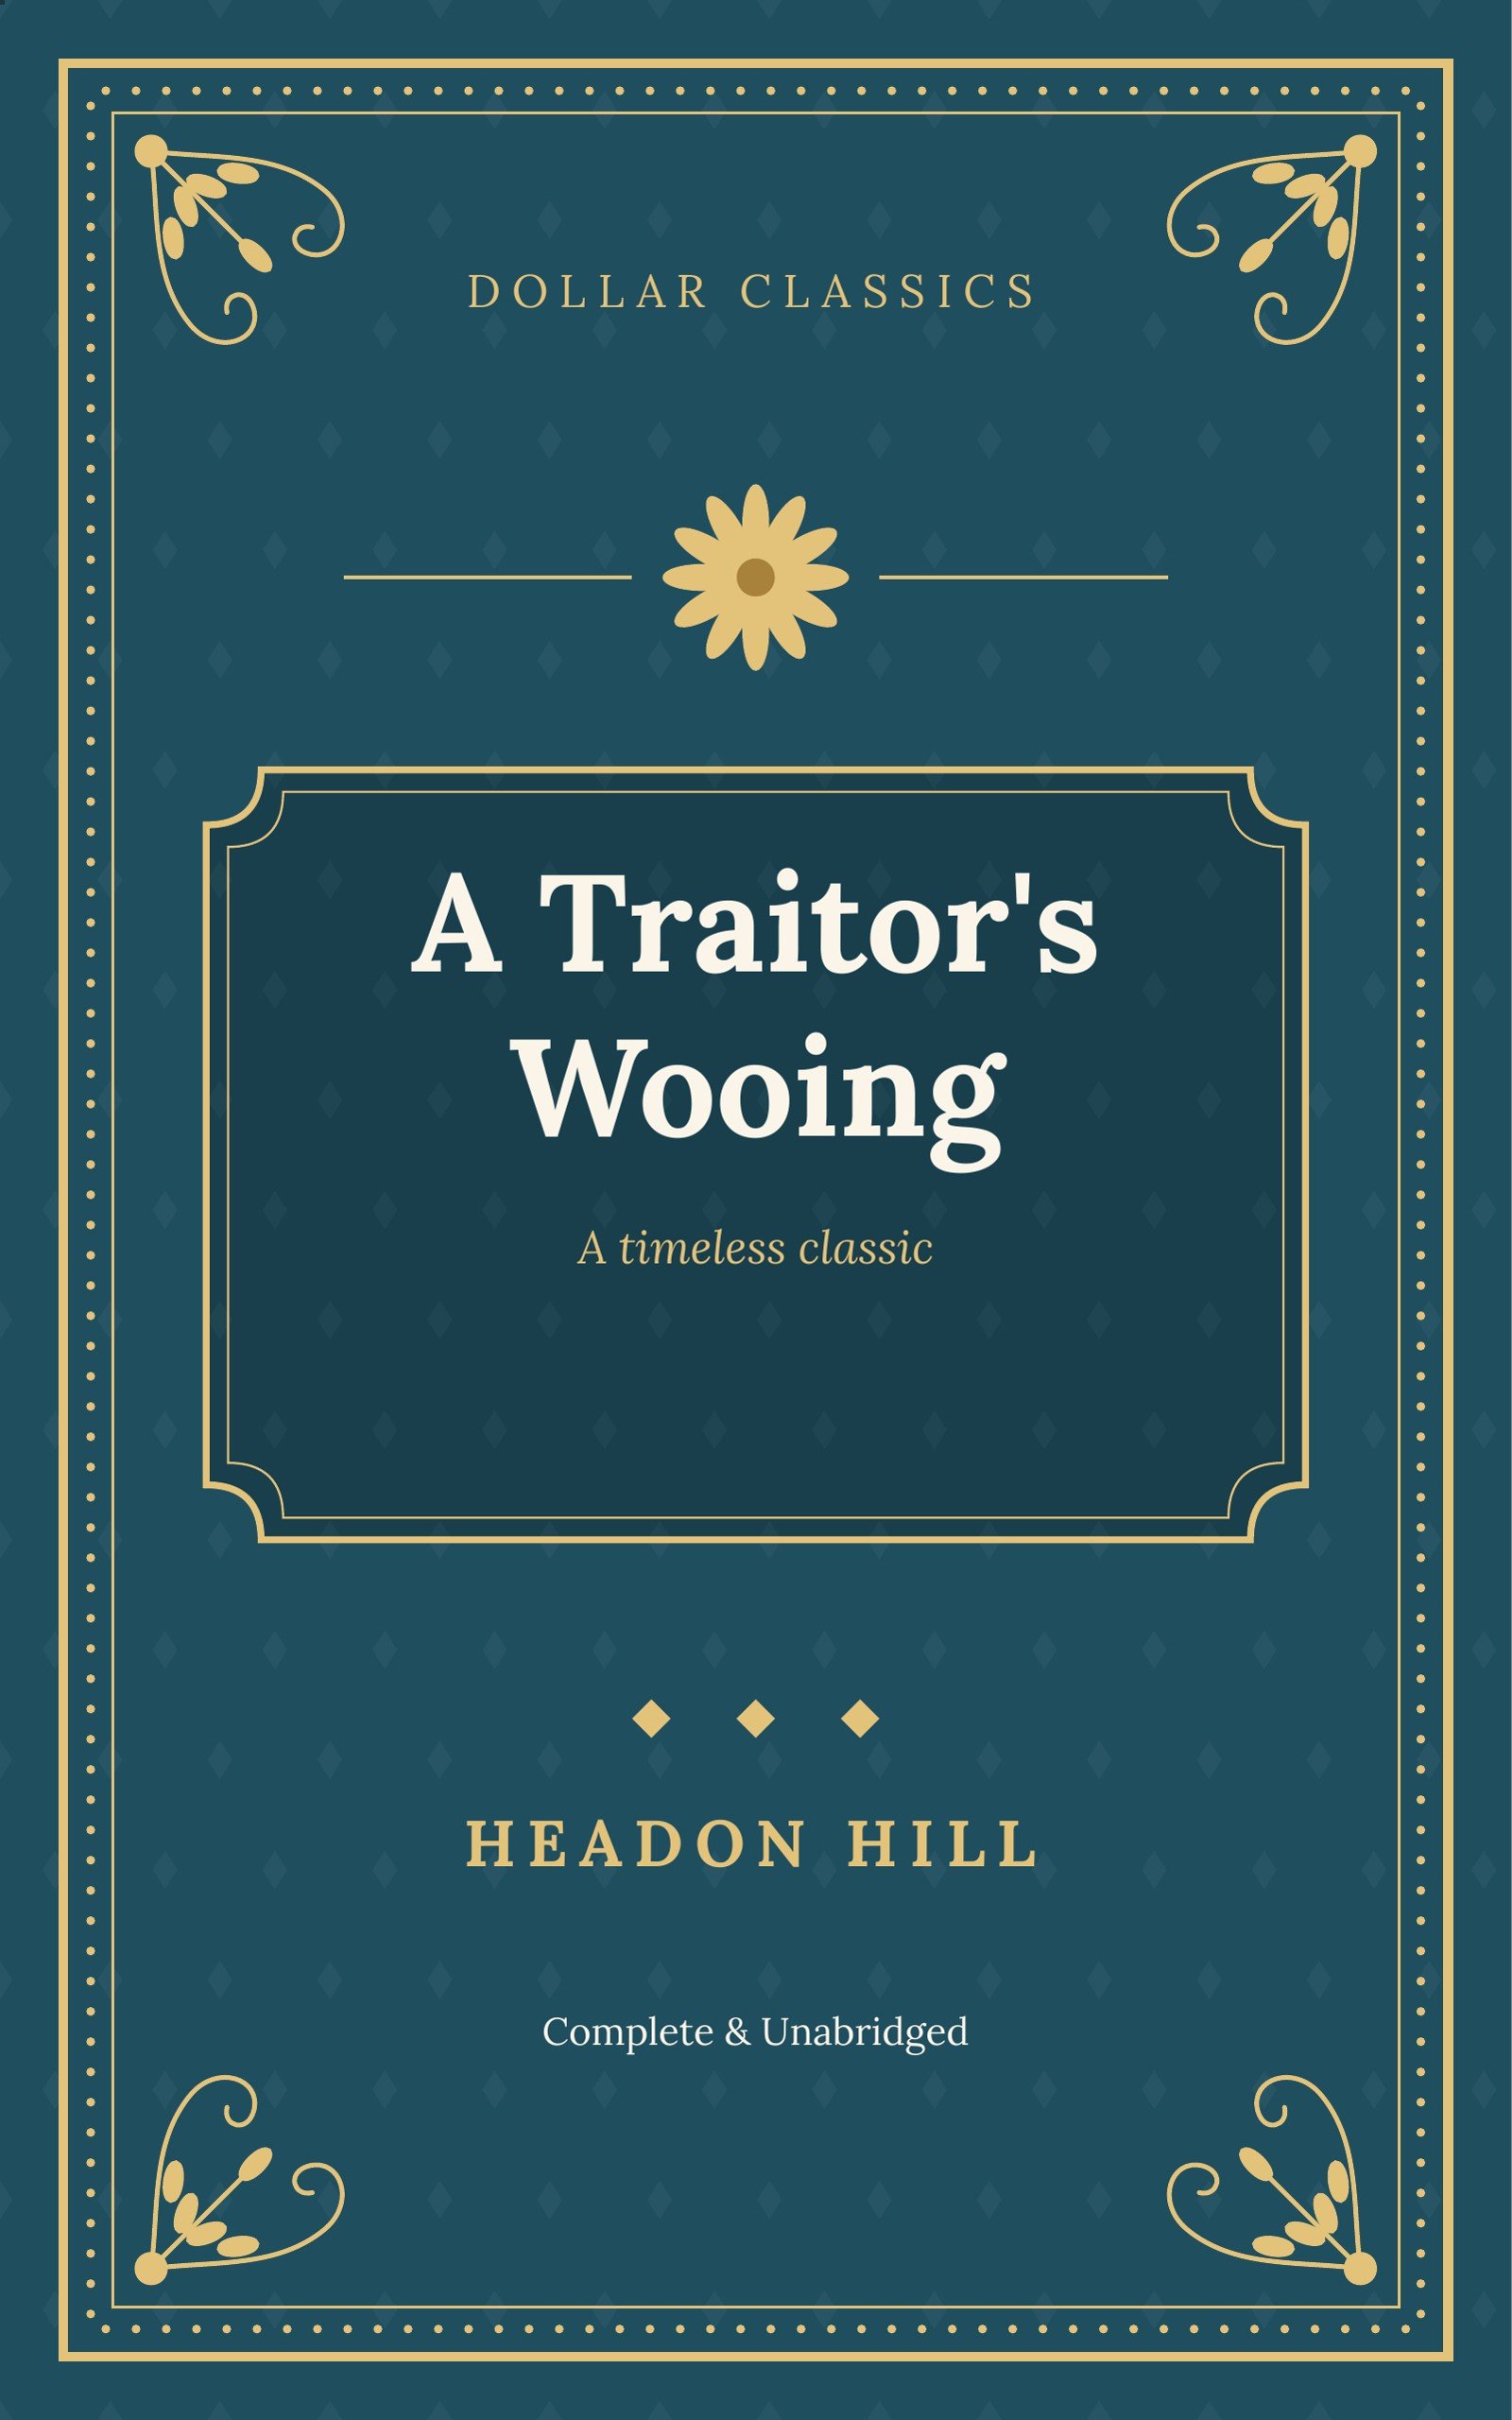 DOLLAR CLASSICS
A Traitor's
Wooing
A timeless classic
HEADON HILL
Complete & Unabridged